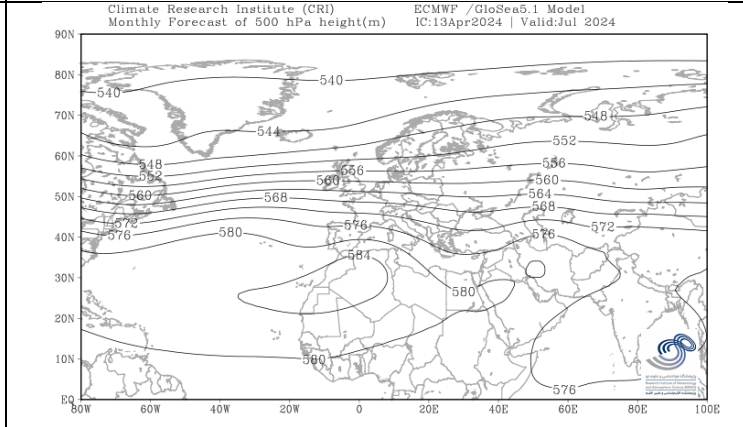 Climate Research Institute (CRI) ECMWF /GloSea5.1 Model
Monthly Forecast of 500 hPa height(m) IC:13Apr2024 | Valid:Jul 2024
90N
80N
540
540
70N
548
544
552
60N
548
556
556
552
560
560
50N
560
568
564
568
572
576
572
40N
576
580
576
584
30N
580
20N
10N
580
576
EQ
80W 60W 40W 20W 0 20E 40E 60E 80E 100E